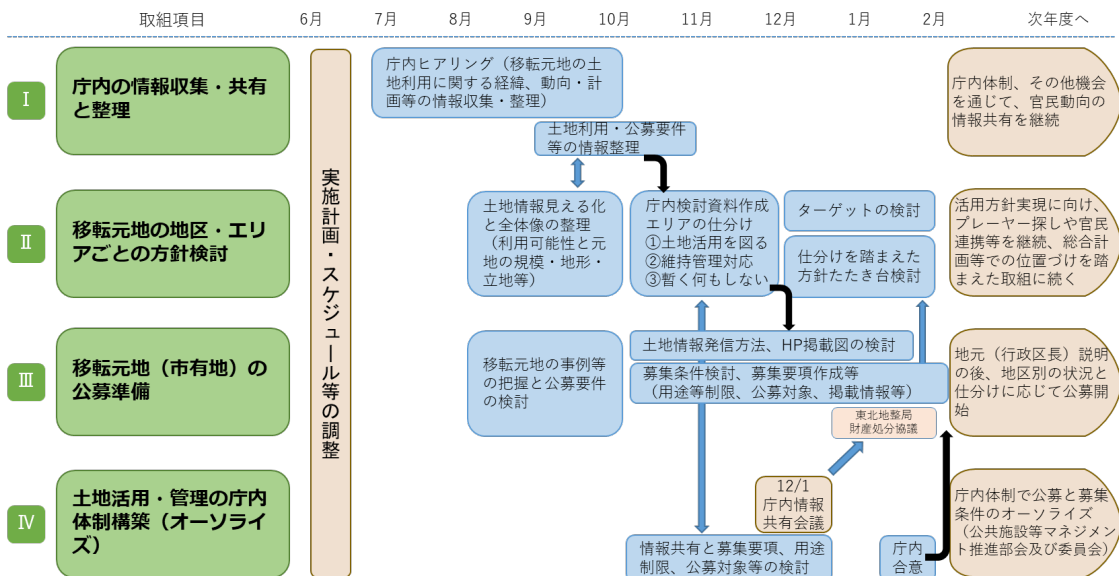 取組項目 6月 7月 8月 9月 10月 11月 12月 1月 2月 次年度へ
実施計画・スケジュール等の調整
Ⅰ
庁内の情報収集・共有
と整理
庁内ヒアリング（移転元地の土
地利用に関する経緯、動向・計
画等の情報収集・整理）
土地利用・公募要件
等の情報整理
庁内体制、その他機会
を通じて、官民動向の
情報共有を継続
Ⅱ
移転元地の地区・エリ
アごとの方針検討
土地情報見える化
と全体像の整理
（利用可能性と元
地の規模・地形・
立地等）
庁内検討資料作成
エリアの仕分け
①土地活用を図る
②維持管理対応
③暫く何もしない
ターゲットの検討
仕分けを踏まえた
方針たたき台検討
活用方針実現に向け、
プレーヤー探しや官民
連携等を継続、総合計
画等での位置づけを踏
まえた取組に続く
Ⅲ
移転元地（市有地）の
公募準備
移転元地の事例等
の把握と公募要件
の検討
土地情報発信方法、HP掲載図の検討
募集条件検討、募集要項作成等
（用途等制限、公募対象、掲載情報等）
東北地整局
財産処分協議
地元（行政区長）説明
の後、地区別の状況と
仕分けに応じて公募開
始
Ⅳ
土地活用・管理の庁内
体制構築（オーソライ
ズ）
12/1
庁内情報
共有会議
情報共有と募集要項、用途
制限、公募対象等の検討
庁内
合意
庁内体制で公募と募集
条件のオーソライズ
（公共施設等マネジメン
ト推進部会及び委員会）